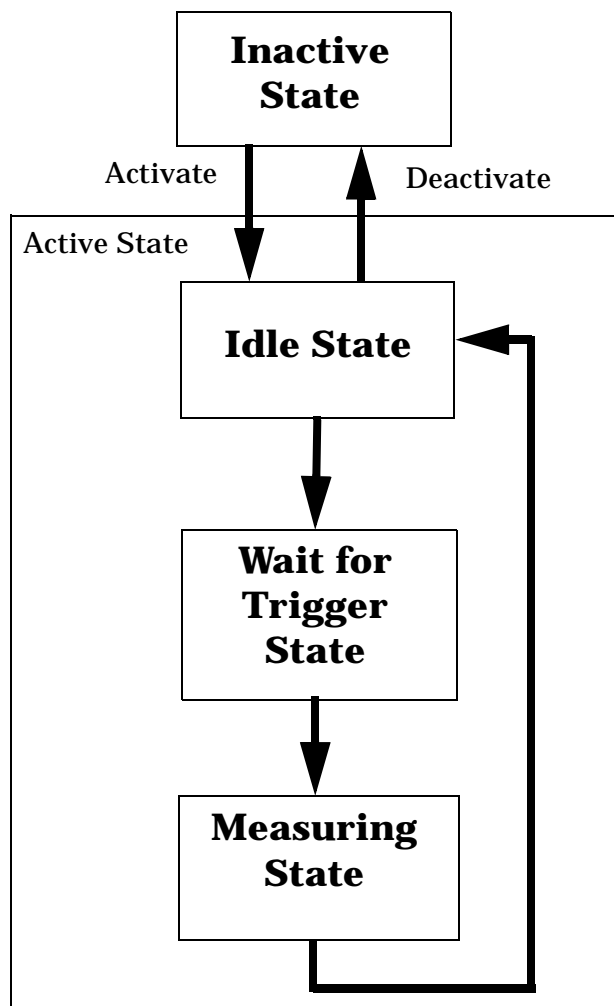 Inactive
State
Activate
Deactivate
Active State
Idle State
Wait for
Trigger
State
Measuring
State